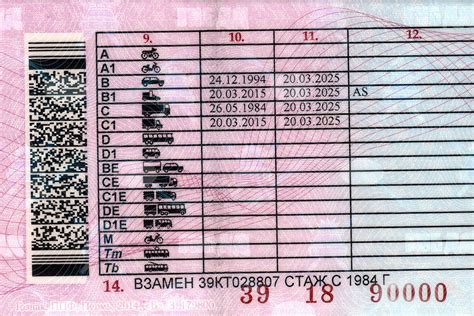 9. 10. 11. 12.
A
A1
B 24.12.1994 20.03.2025
B1 20.03.2015 20.03.2025 AS
C 26.05.1984 20.03.2025
C1 20.03.2015 20.03.2025
D
D1
BE
CE
C1E
DE
D1E
M
Tm
Tb
14. ВЗАМЕН 39КТ028807 СТАЖ С 1984 Г
39 18 90000